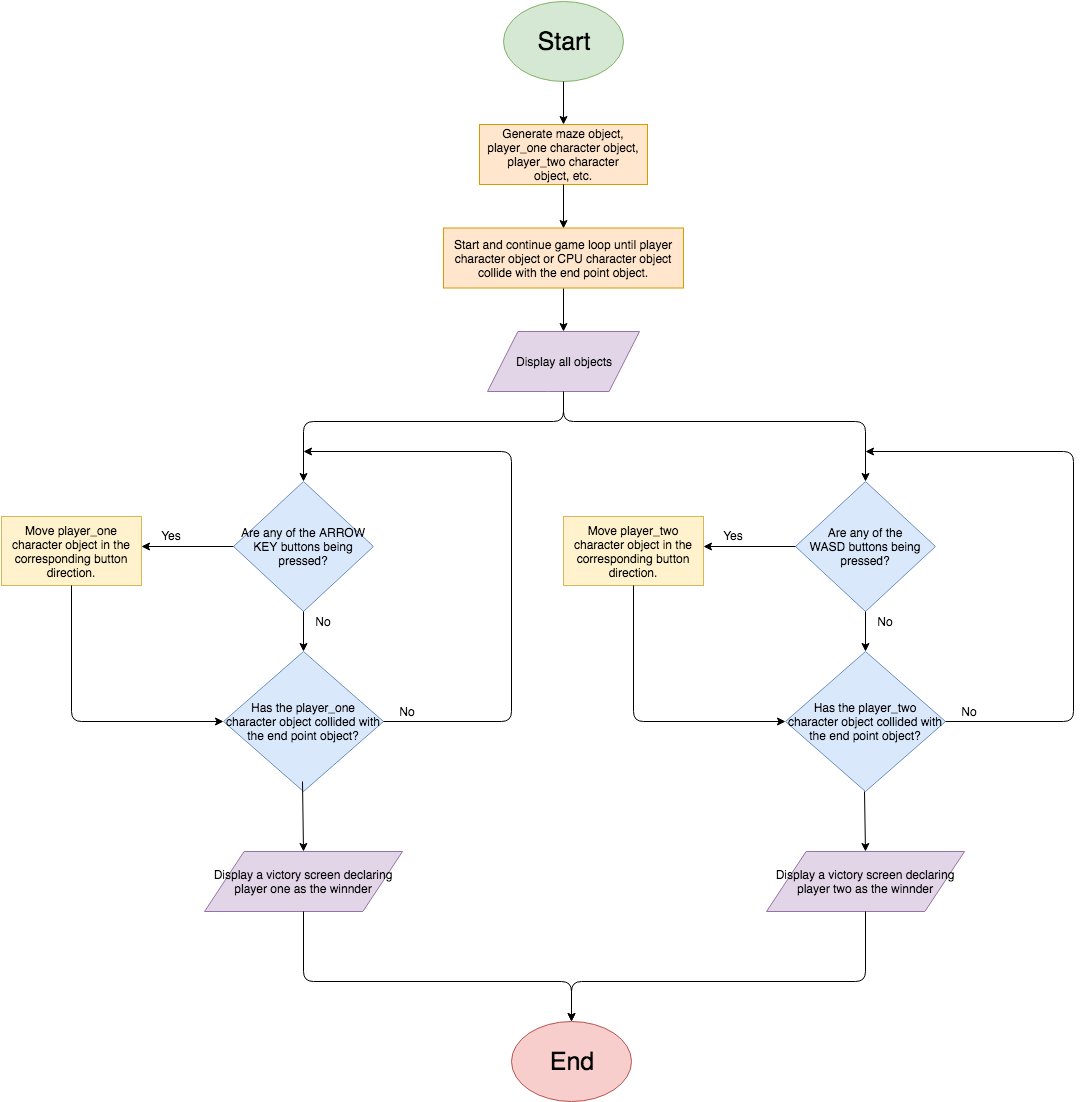 Start
Generate maze object,
player_one character object,
player_two character
object, etc.
Start and continue game loop until player
character object or CPU character object
collide with the end point object.
Display all objects
Are any of the ARROW
KEY buttons being
pressed?
Yes
Move player_one
character object in the
corresponding button
direction.
No
Has the player_one
character object collided with
the end point object?
No
Display a victory screen declaring
player one as the winnder
Are any of the
WASD buttons being
pressed?
Yes
Move player_two
character object in the
corresponding button
direction.
No
Has the player_two
character object collided with
the end point object?
No
Display a victory screen declaring
player two as the winnder
End